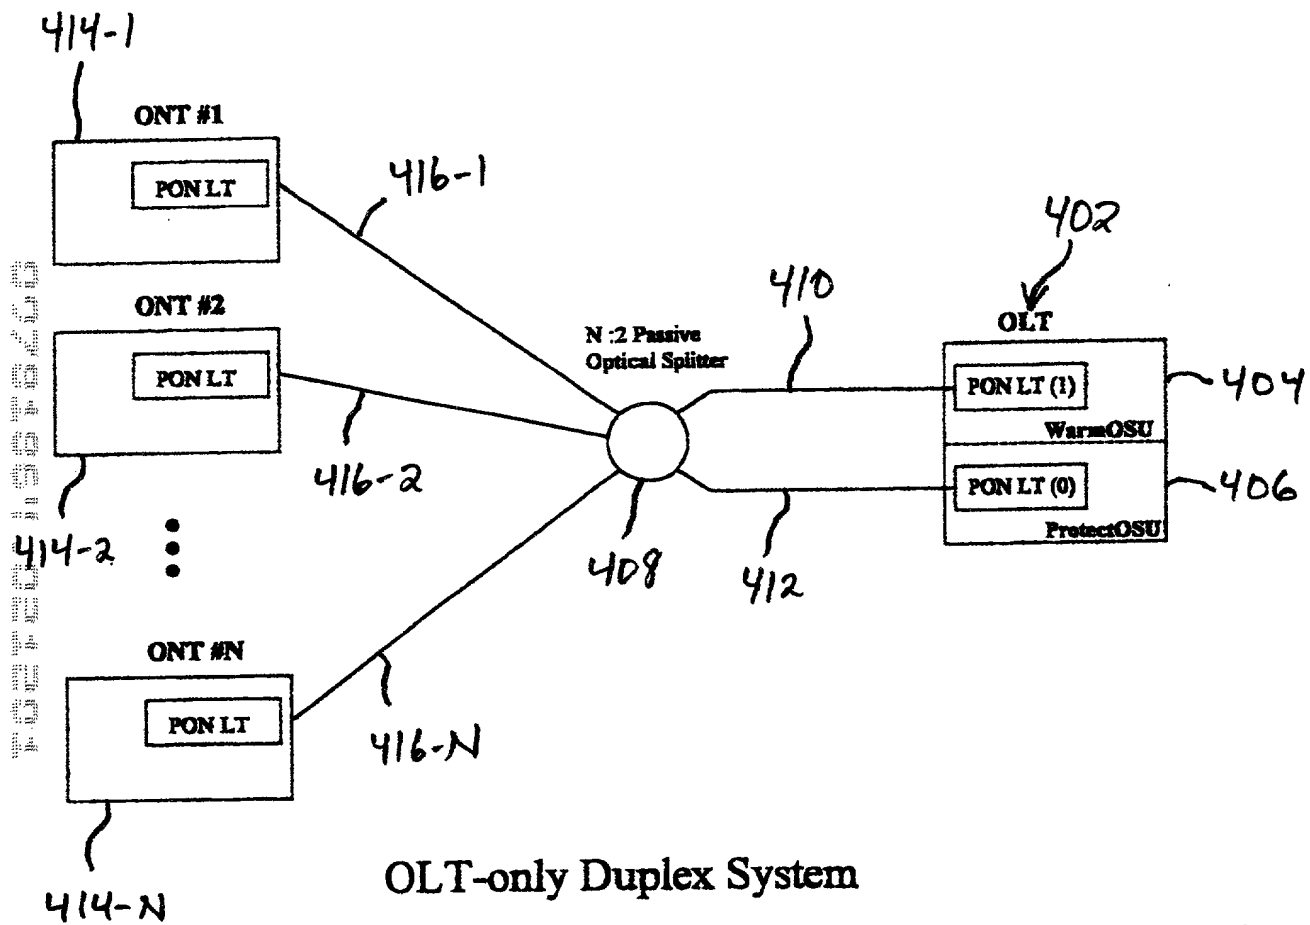 414-1
ONT #1
PON LT
416-1
402
ONT #2
410
OLT
N :2 Passive
Optical Splitter
PON LT
PON LT (1)
404
WarmOSU
416-2
PON LT (0)
406
ProtectOSU
414-2
408
412
ONT #N
PON LT
416-N
OLT-only Duplex System
414-N